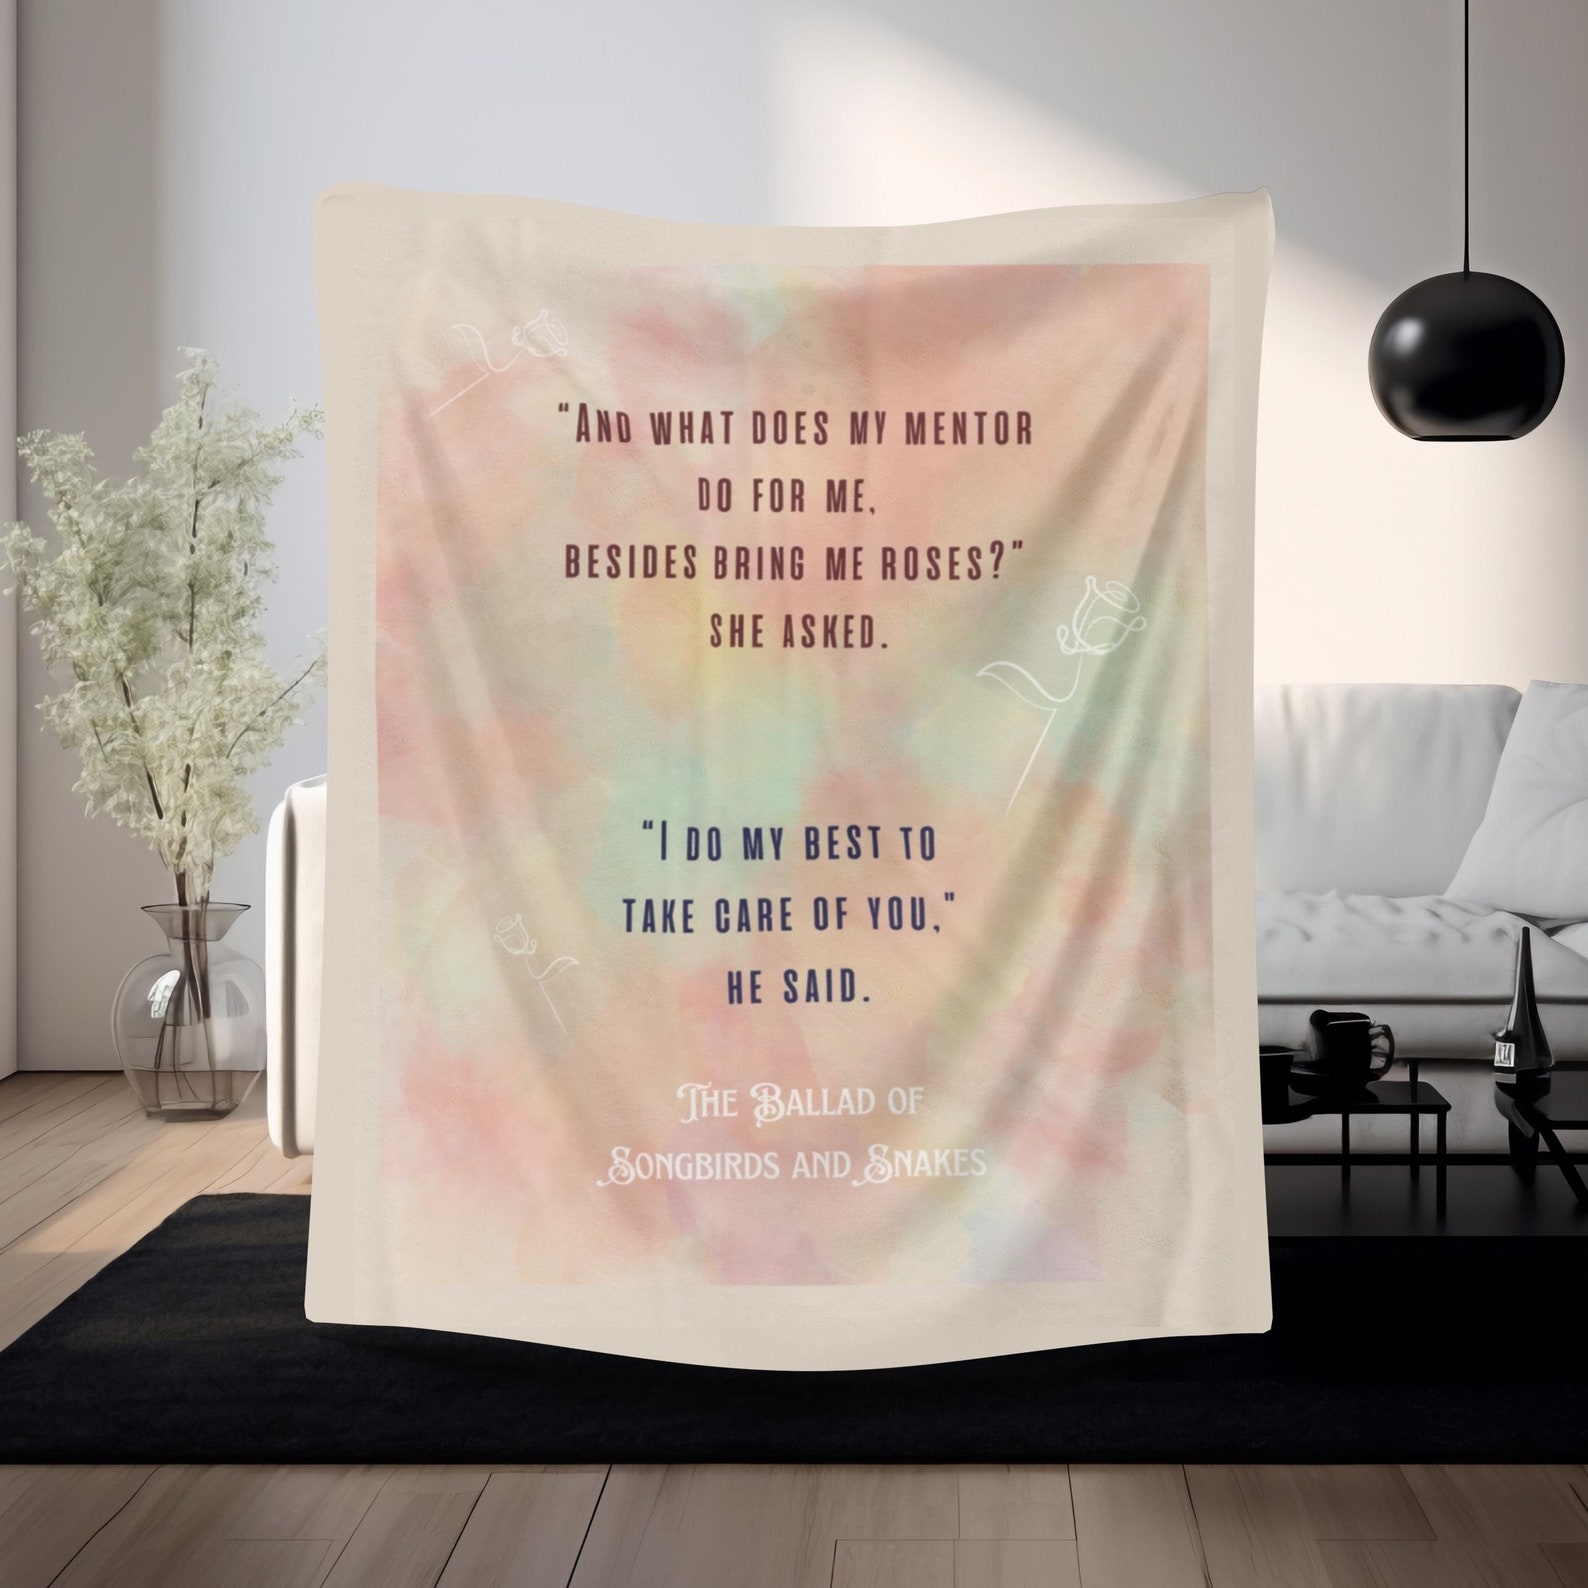 “And what does my mentor
do for me,
besides bring me roses?"
she asked.
“I do my best to
take care of you,"
he said.
The Ballad of
Songbirds and Snakes